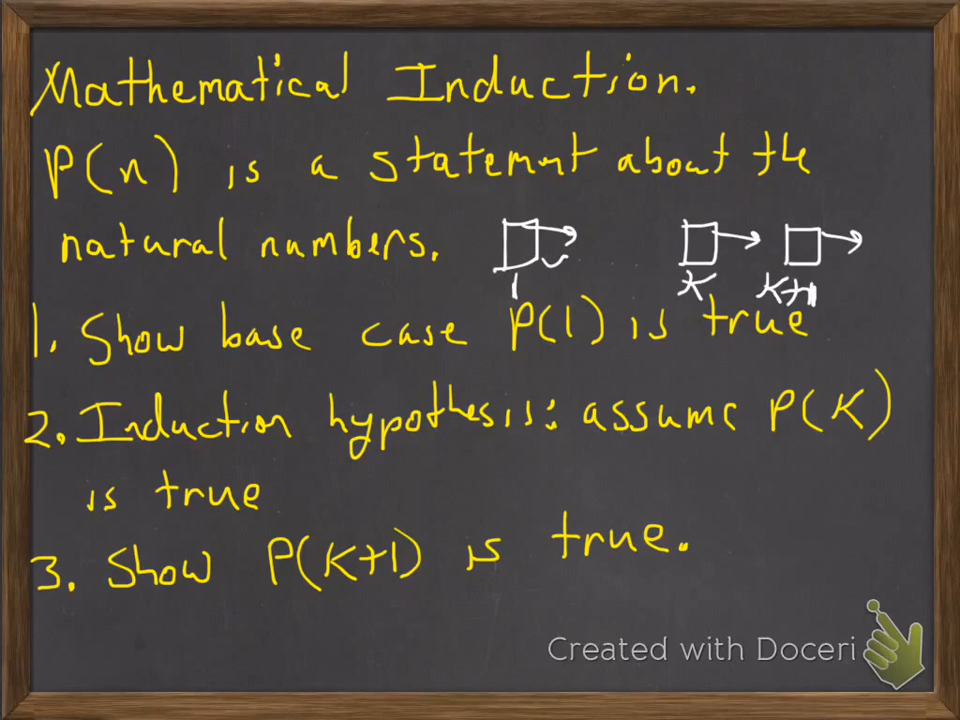 Mathematical Induction.
P(n) is a statement about the
natural numbers.
1 K K+1
1. Show base case P(1) is true
2. Induction hypothesis: assume P(K)
is true
3. Show P(K+1) is true.
Created with Doceri